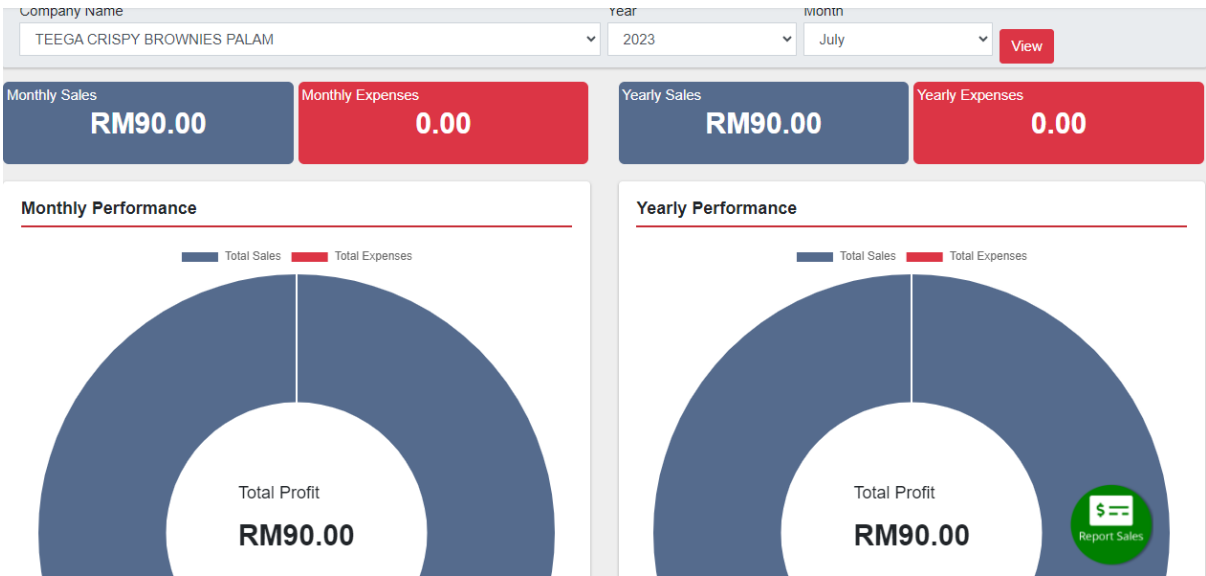 Company Name
Year
Month
TEEGA CRISPY BROWNIES PALAM
2023
July
View
Monthly Sales
RM90.00
Monthly Expenses
0.00
Yearly Sales
RM90.00
Yearly Expenses
0.00
Monthly Performance
Total Sales
Total Expenses
Total Profit
RM90.00
Yearly Performance
Total Sales
Total Expenses
Total Profit
RM90.00
$
Report Sales